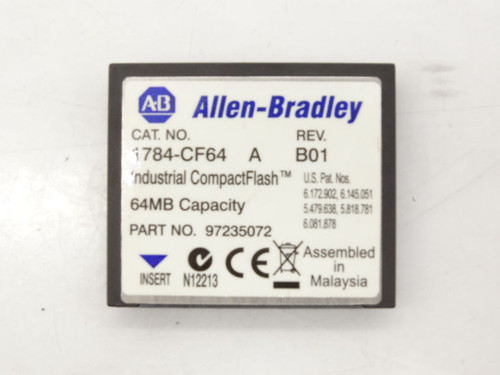 A-B Allen-Bradley
CAT. NO. REV.
1784-CF64 A B01
Industrial CompactFlash™
U.S. Pat. Nos.
6.172.902, 6.145.051
64MB Capacity
5.479.638, 5.818.781
6.081.878
PART NO. 97235072
INSERT N12213 CE Assembled
in
Malaysia